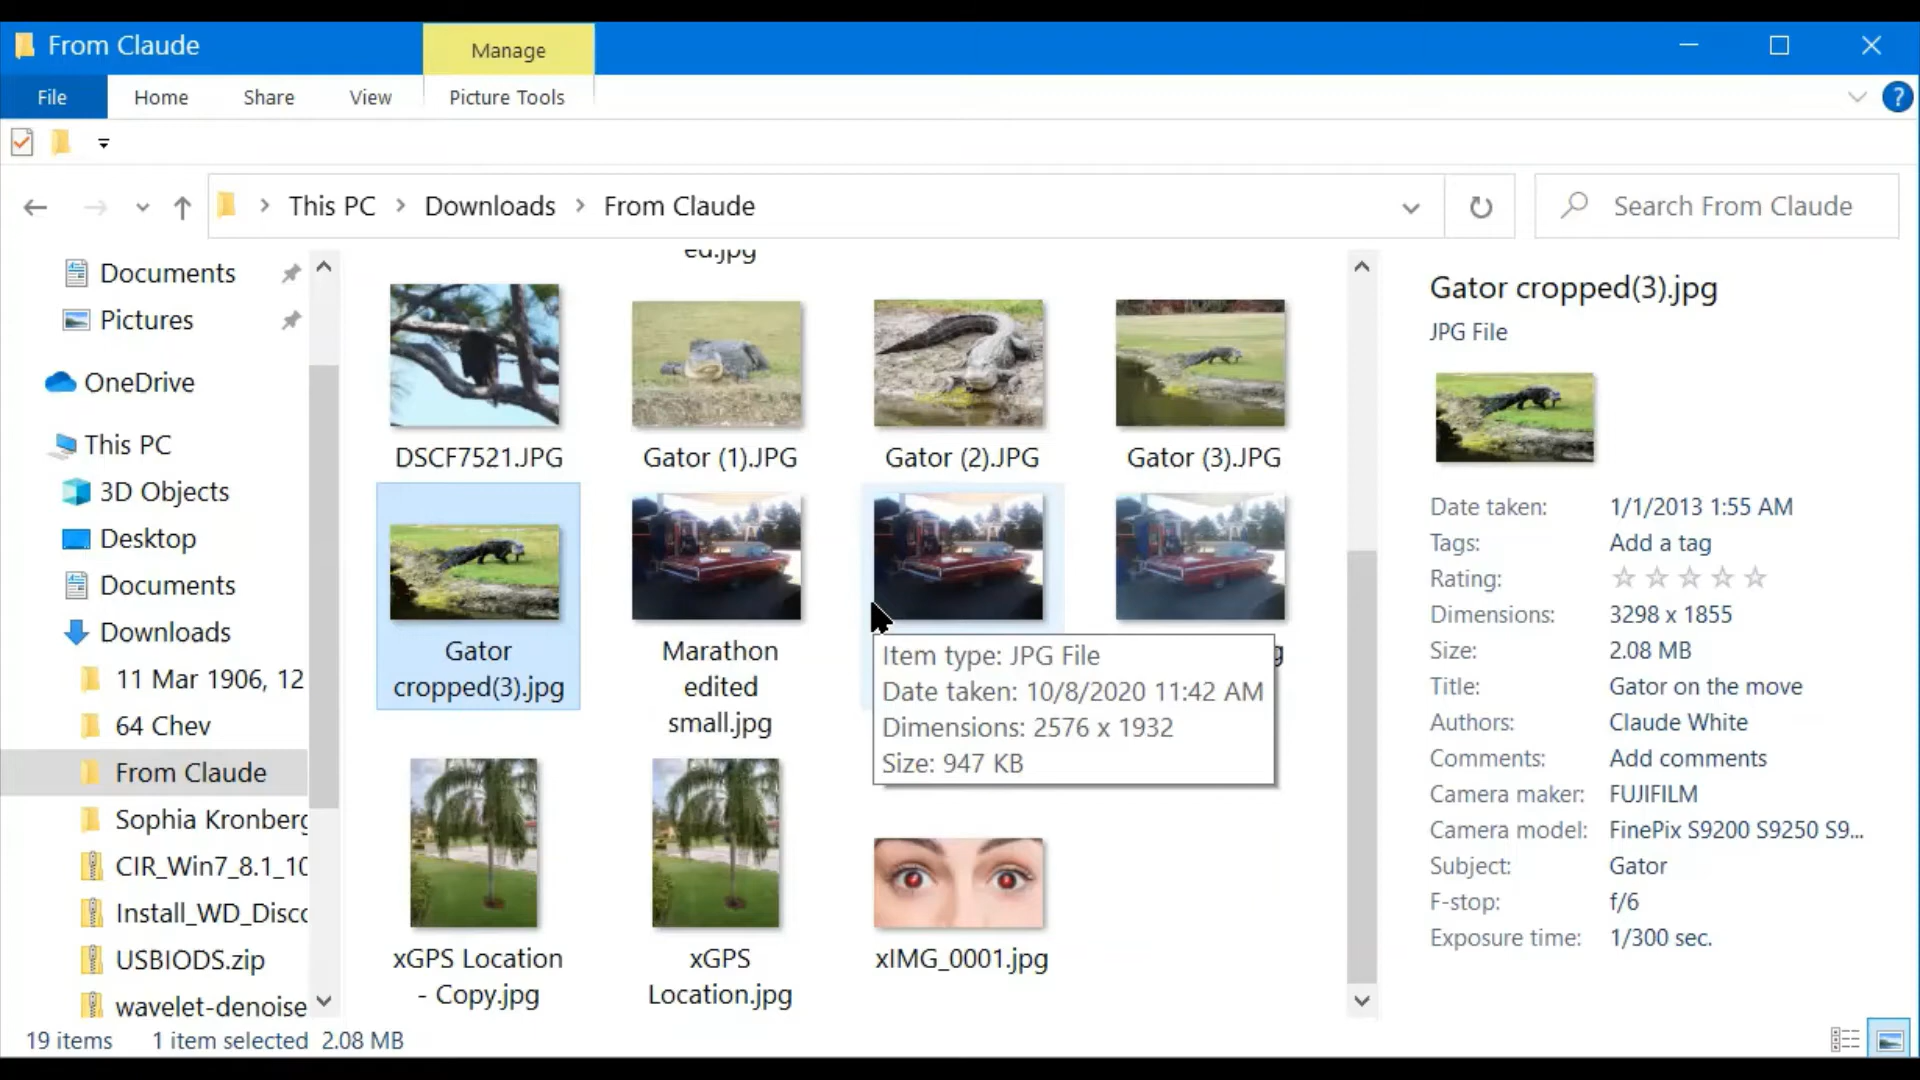 From Claude
Manage
File
Home
Share
View
Picture Tools
?
This PC
Downloads
From Claude
Search From Claude
Documents
Pictures
OneDrive
This PC
3D Objects
Desktop
Documents
Downloads
11 Mar 1906, 12
64 Chev
From Claude
Sophia Kronberg
CIR_Win7_8.1_10
Install_WD_Disco
USBIODS.zip
wavelet-denoise
ed.jpg
DSCF7521.JPG
Gator (1).JPG
Gator (2).JPG
Gator (3).JPG
Gator
cropped(3).jpg
Marathon
edited
small.jpg
Item type: JPG File
Date taken: 10/8/2020 11:42 AM
Dimensions: 2576 x 1932
Size: 947 KB
xGPS Location
- Copy.jpg
xGPS
Location.jpg
xIMG_0001.jpg
Gator cropped(3).jpg
JPG File
Date taken: 1/1/2013 1:55 AM
Tags: Add a tag
Rating:
Dimensions: 3298 x 1855
Size: 2.08 MB
Title: Gator on the move
Authors: Claude White
Comments: Add comments
Camera maker: FUJIFILM
Camera model: FinePix S9200 S9250 S9...
Subject: Gator
F-stop: f/6
Exposure time: 1/300 sec.
19 items
1 item selected 2.08 MB